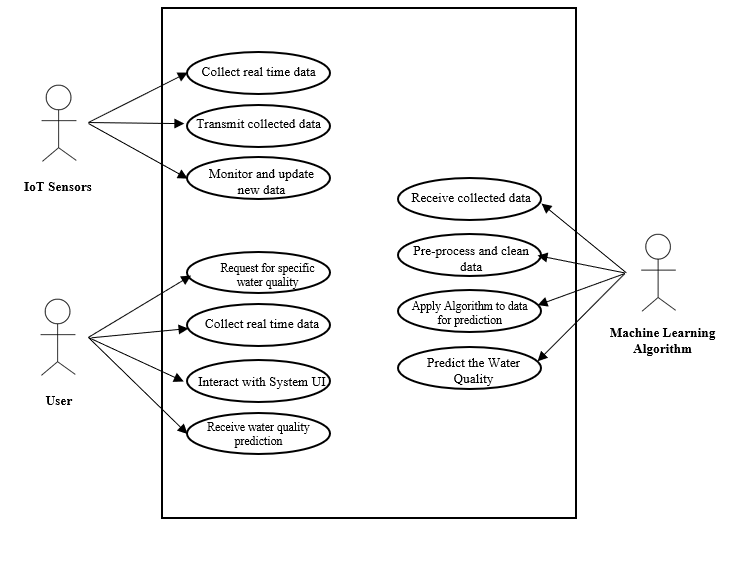 Collect real time data
Transmit collected data
Monitor and update
new data
IoT Sensors
Request for specific
water quality
Collect real time data
Interact with System UI
Receive water quality
prediction
User
Receive collected data
Pre-process and clean
data
Apply Algorithm to data
for prediction
Predict the Water
Quality
Machine Learning
Algorithm